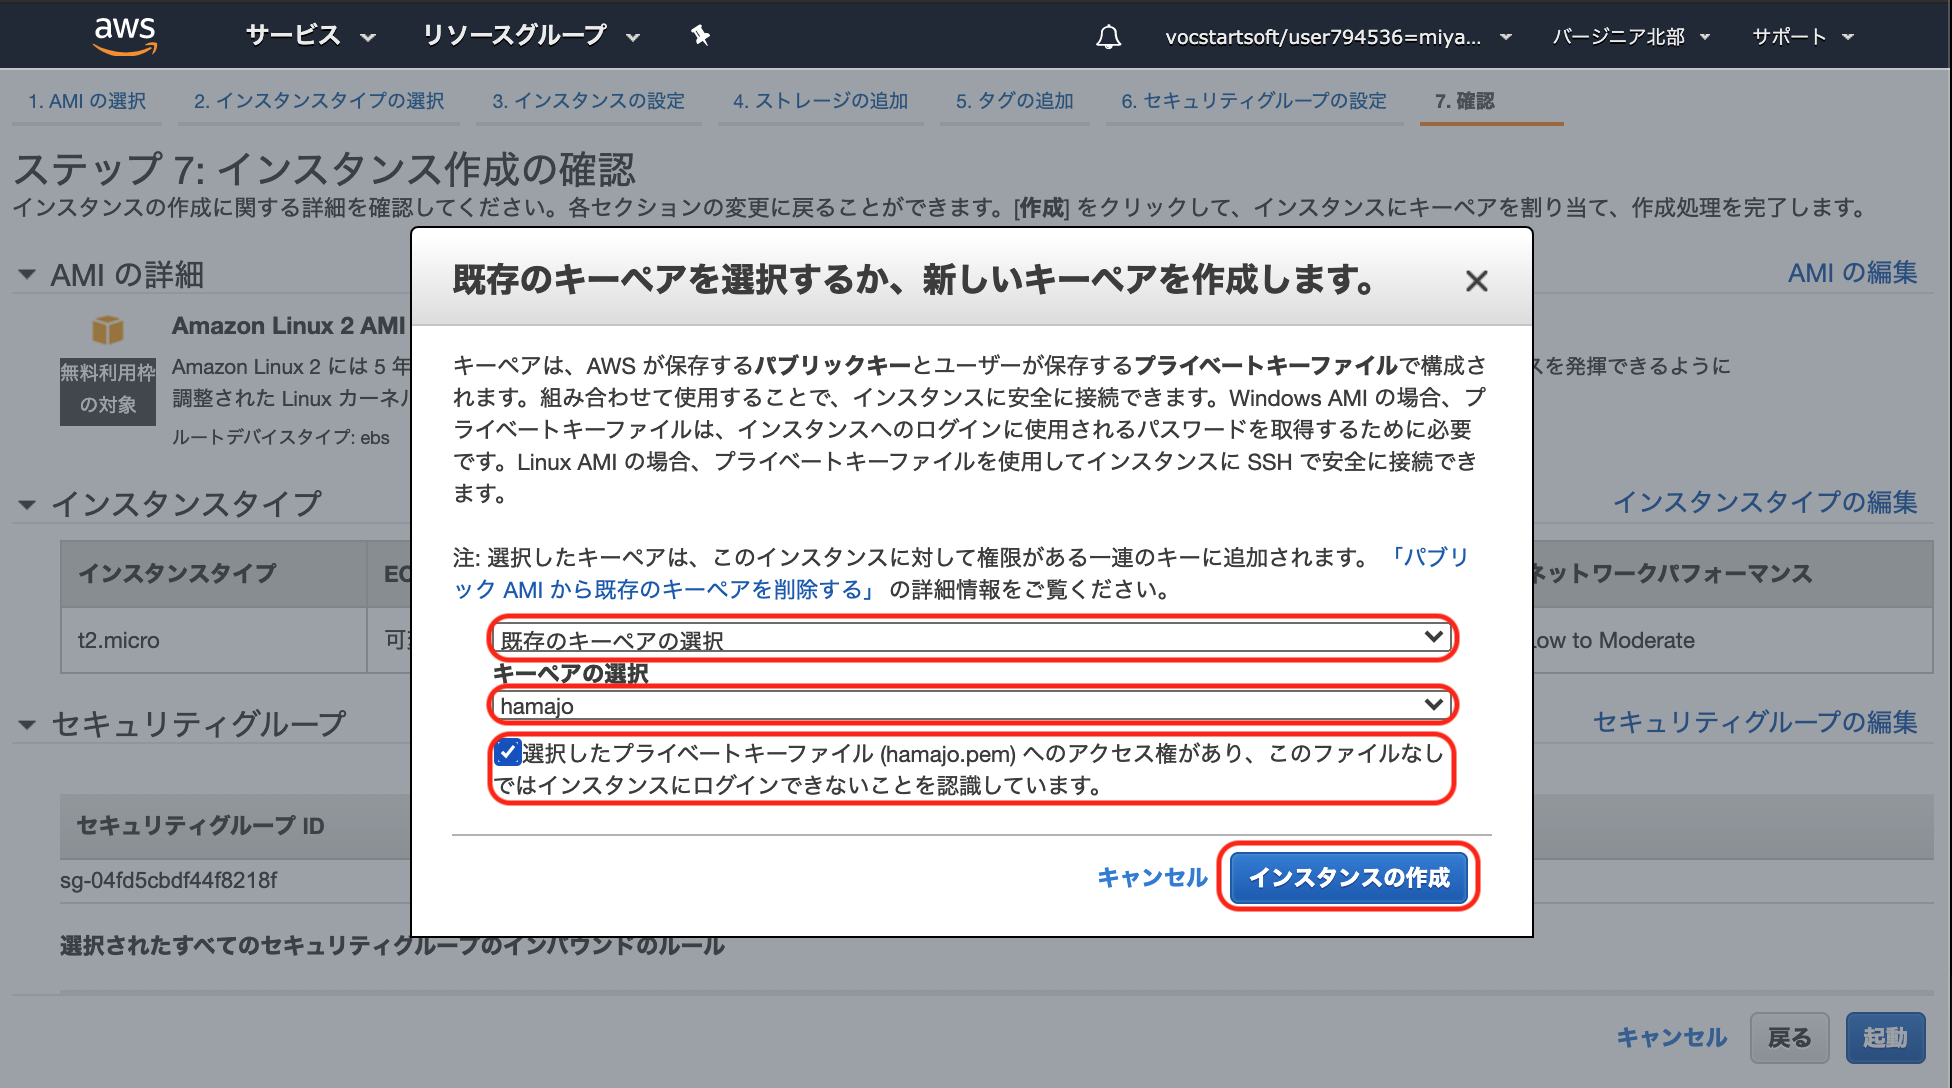 aws サービス リソースグループ vocstartsoft/user794536=miya... バージニア北部 サポート
1. AMI の選択 2. インスタンスタイプの選択 3. インスタンスの設定 4. ストレージの追加 5. タグの追加 6. セキュリティグループの設定 7. 確認
ステップ 7: インスタンス作成の確認
インスタンスの作成に関する詳細を確認してください。各セクションの変更に戻ることができます。[作成] をクリックして、インスタンスにキーペアを割り当て、作成処理を完了します。
AMI の詳細
AMI の編集
Amazon Linux 2 AMI
無料利用枠
の対象
Amazon Linux 2 には 5 年
スを発揮できるように
調整された Linux カーネル
ルートデバイスタイプ: ebs
インスタンスタイプ
インスタンスタイプの編集
インスタンスタイプ EC ネットワークパフォーマンス
t2.micro 可 Low to Moderate
セキュリティグループ
セキュリティグループの編集
セキュリティグループ ID
sg-04fd5cbdf44f8218f
選択されたすべてのセキュリティグループのインバウンドのルール
キャンセル 戻る 起動
既存のキーペアを選択するか、新しいキーペアを作成します。
キーペアは、AWS が保存するパブリックキーとユーザーが保存するプライベートキーファイルで構成さ
れます。組み合わせて使用することで、インスタンスに安全に接続できます。Windows AMI の場合、プ
ライベートキーファイルは、インスタンスへのログインに使用されるパスワードを取得するために必要
です。Linux AMI の場合、プライベートキーファイルを使用してインスタンスに SSH で安全に接続でき
ます。
注: 選択したキーペアは、このインスタンスに対して権限がある一連のキーに追加されます。 「パブリ
ック AMI から既存のキーペアを削除する」 の詳細情報をご覧ください。
既存のキーペアの選択
キーペアの選択
hamajo
選択したプライベートキーファイル (hamajo.pem) へのアクセス権があり、このファイルなし
ではインスタンスにログインできないことを認識しています。
キャンセル インスタンスの作成